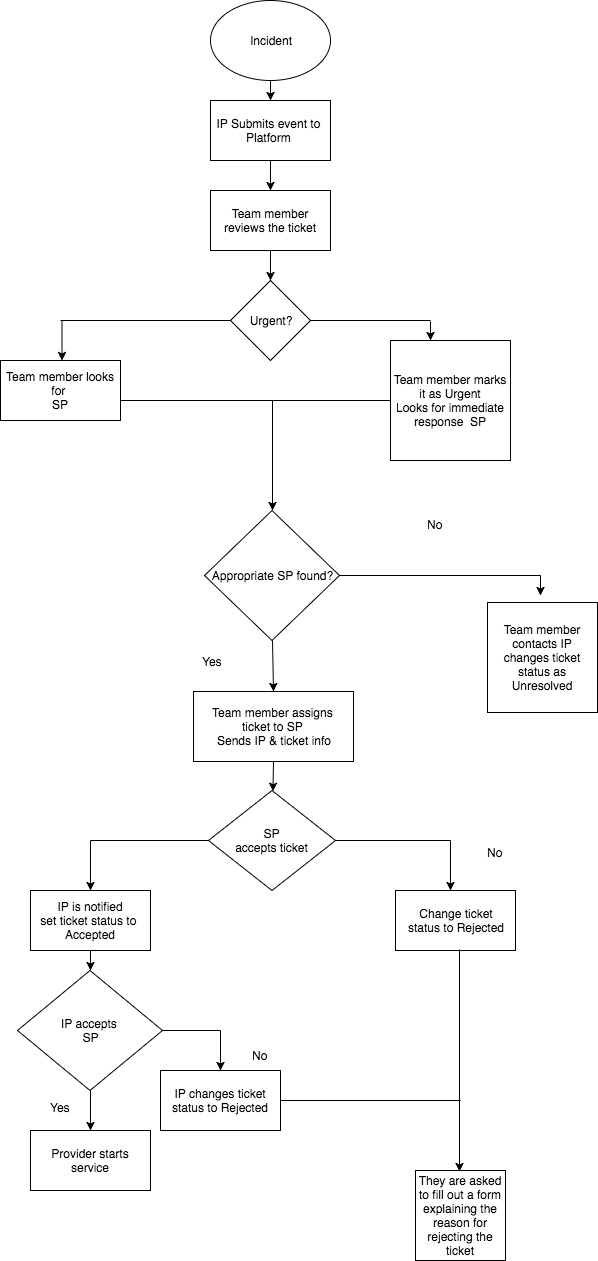 Incident
IP Submits event to
Platform
Team member
reviews the ticket
Urgent?
Team member looks
for
SP
Team member marks
it as Urgent
Looks for immediate
response  SP
No
Appropriate SP found?
Team member
contacts IP
changes ticket
status as
Unresolved
Yes
Team member assigns
ticket to SP
Sends IP & ticket info
SP
accepts ticket
No
IP is notified
set ticket status to
Accepted
Change ticket
status to Rejected
IP accepts
SP
No
IP changes ticket
status to Rejected
Yes
Provider starts
service
They are asked
to fill out a form
explaining the
reason for
rejecting the
ticket